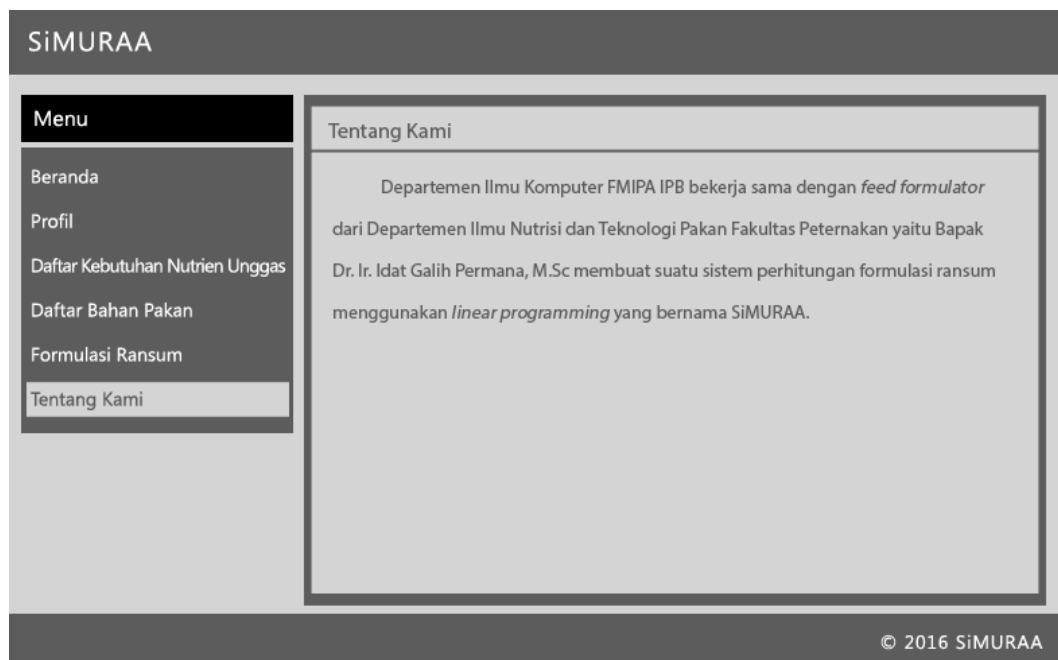 SiMURAA
Menu
Beranda
Profil
Daftar Kebutuhan Nutrien Unggas
Daftar Bahan Pakan
Formulasi Ransum
Tentang Kami
Tentang Kami
Departemen Ilmu Komputer FMIPA IPB bekerja sama dengan feed formulator
dari Departemen Ilmu Nutrisi dan Teknologi Pakan Fakultas Peternakan yaitu Bapak
Dr. Ir. Idat Galih Permana, M.Sc membuat suatu sistem perhitungan formulasi ransum
menggunakan linear programming yang bernama SiMURAA.
© 2016 SiMURAA